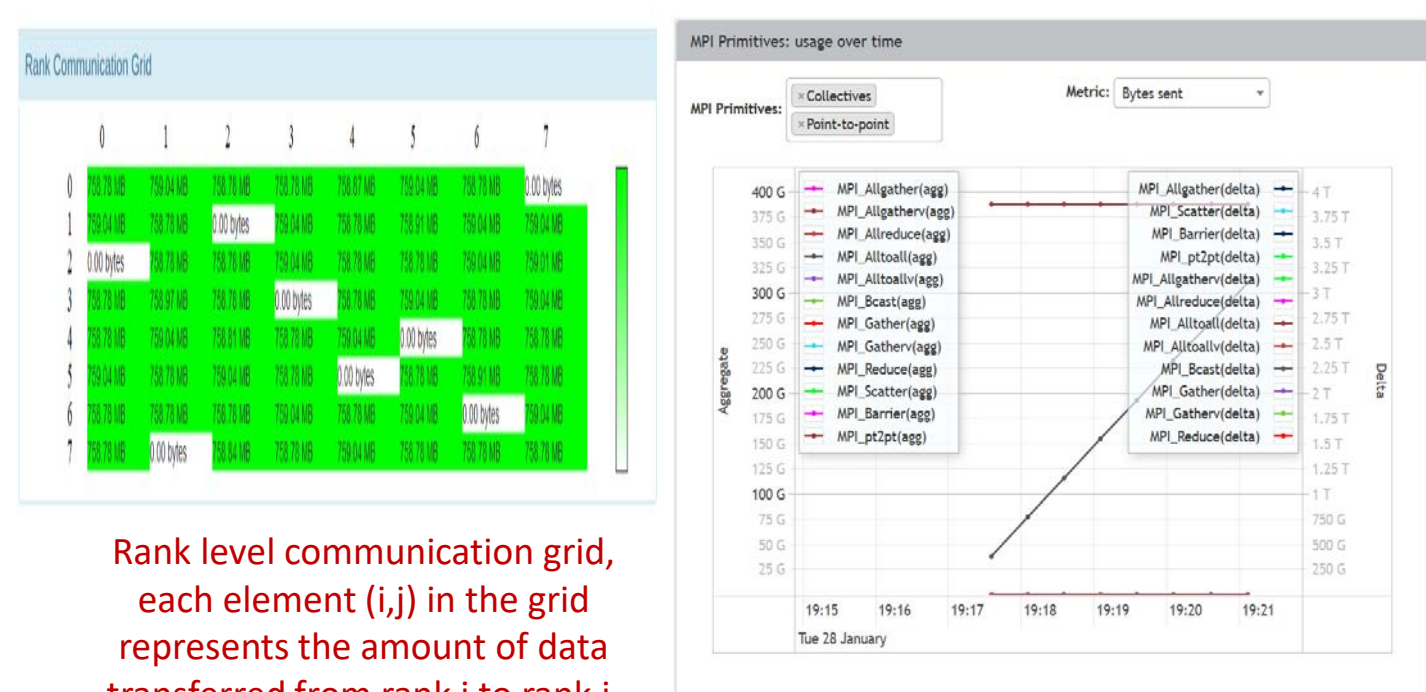 Rank Communication Grid
0 1 2 3 4 5 6 7
0 758.78 MB 759.04 MB 758.78 MB 758.78 MB 758.87 MB 759.04 MB 758.78 MB 0.00 bytes
1 759.04 MB 758.78 MB 0.00 bytes 759.04 MB 758.78 MB 758.91 MB 759.04 MB 759.04 MB
2 0.00 bytes 758.78 MB 758.78 MB 759.04 MB 758.78 MB 758.78 MB 759.04 MB 759.01 MB
3 758.78 MB 758.97 MB 758.78 MB 0.00 bytes 758.78 MB 759.04 MB 758.78 MB 759.04 MB
4 758.78 MB 759.04 MB 758.81 MB 758.78 MB 759.04 MB 0.00 bytes 758.78 MB 758.78 MB
5 759.04 MB 758.78 MB 759.04 MB 758.78 MB 0.00 bytes 758.78 MB 758.91 MB 758.78 MB
6 758.78 MB 758.78 MB 758.78 MB 759.04 MB 758.78 MB 759.04 MB 0.00 bytes 759.04 MB
7 758.78 MB 0.00 bytes 758.84 MB 758.78 MB 759.04 MB 758.78 MB 758.78 MB 758.78 MB
Rank level communication grid,
each element (i,j) in the grid
represents the amount of data
transferred from rank i to rank j
MPI Primitives: usage over time
MPI Primitives: ×Collectives
×Point-to-point
Metric: Bytes sent
Aggregate
400 G
375 G
350 G
325 G
300 G
275 G
250 G
225 G
200 G
175 G
150 G
125 G
100 G
75 G
50 G
25 G
MPI_Allgather(agg)
MPI_Allgatherv(agg)
MPI_Allreduce(agg)
MPI_Alltoall(agg)
MPI_Alltoallv(agg)
MPI_Bcast(agg)
MPI_Gather(agg)
MPI_Gatherv(agg)
MPI_Reduce(agg)
MPI_Scatter(agg)
MPI_Barrier(agg)
MPI_pt2pt(agg)
MPI_Allgather(delta)
MPI_Scatter(delta)
MPI_Barrier(delta)
MPI_pt2pt(delta)
MPI_Allgatherv(delta)
MPI_Allreduce(delta)
MPI_Alltoall(delta)
MPI_Alltoallv(delta)
MPI_Bcast(delta)
MPI_Gather(delta)
MPI_Gatherv(delta)
MPI_Reduce(delta)
4 T
3.75 T
3.5 T
3.25 T
3 T
2.75 T
2.5 T
2.25 T
2 T
1.75 T
1.5 T
1.25 T
1 T
750 G
500 G
250 G
Delta
19:15 19:16 19:17 19:18 19:19 19:20 19:21
Tue 28 January